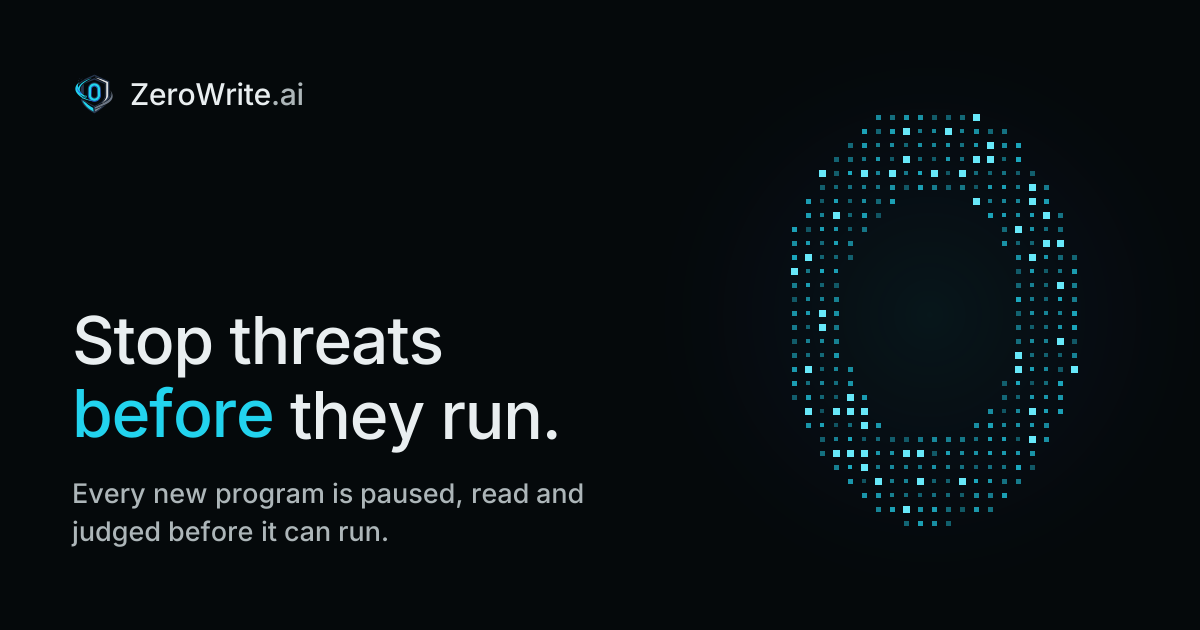 ZeroWrite.ai
Stop threats
before they run.
Every new program is paused, read and
judged before it can run.